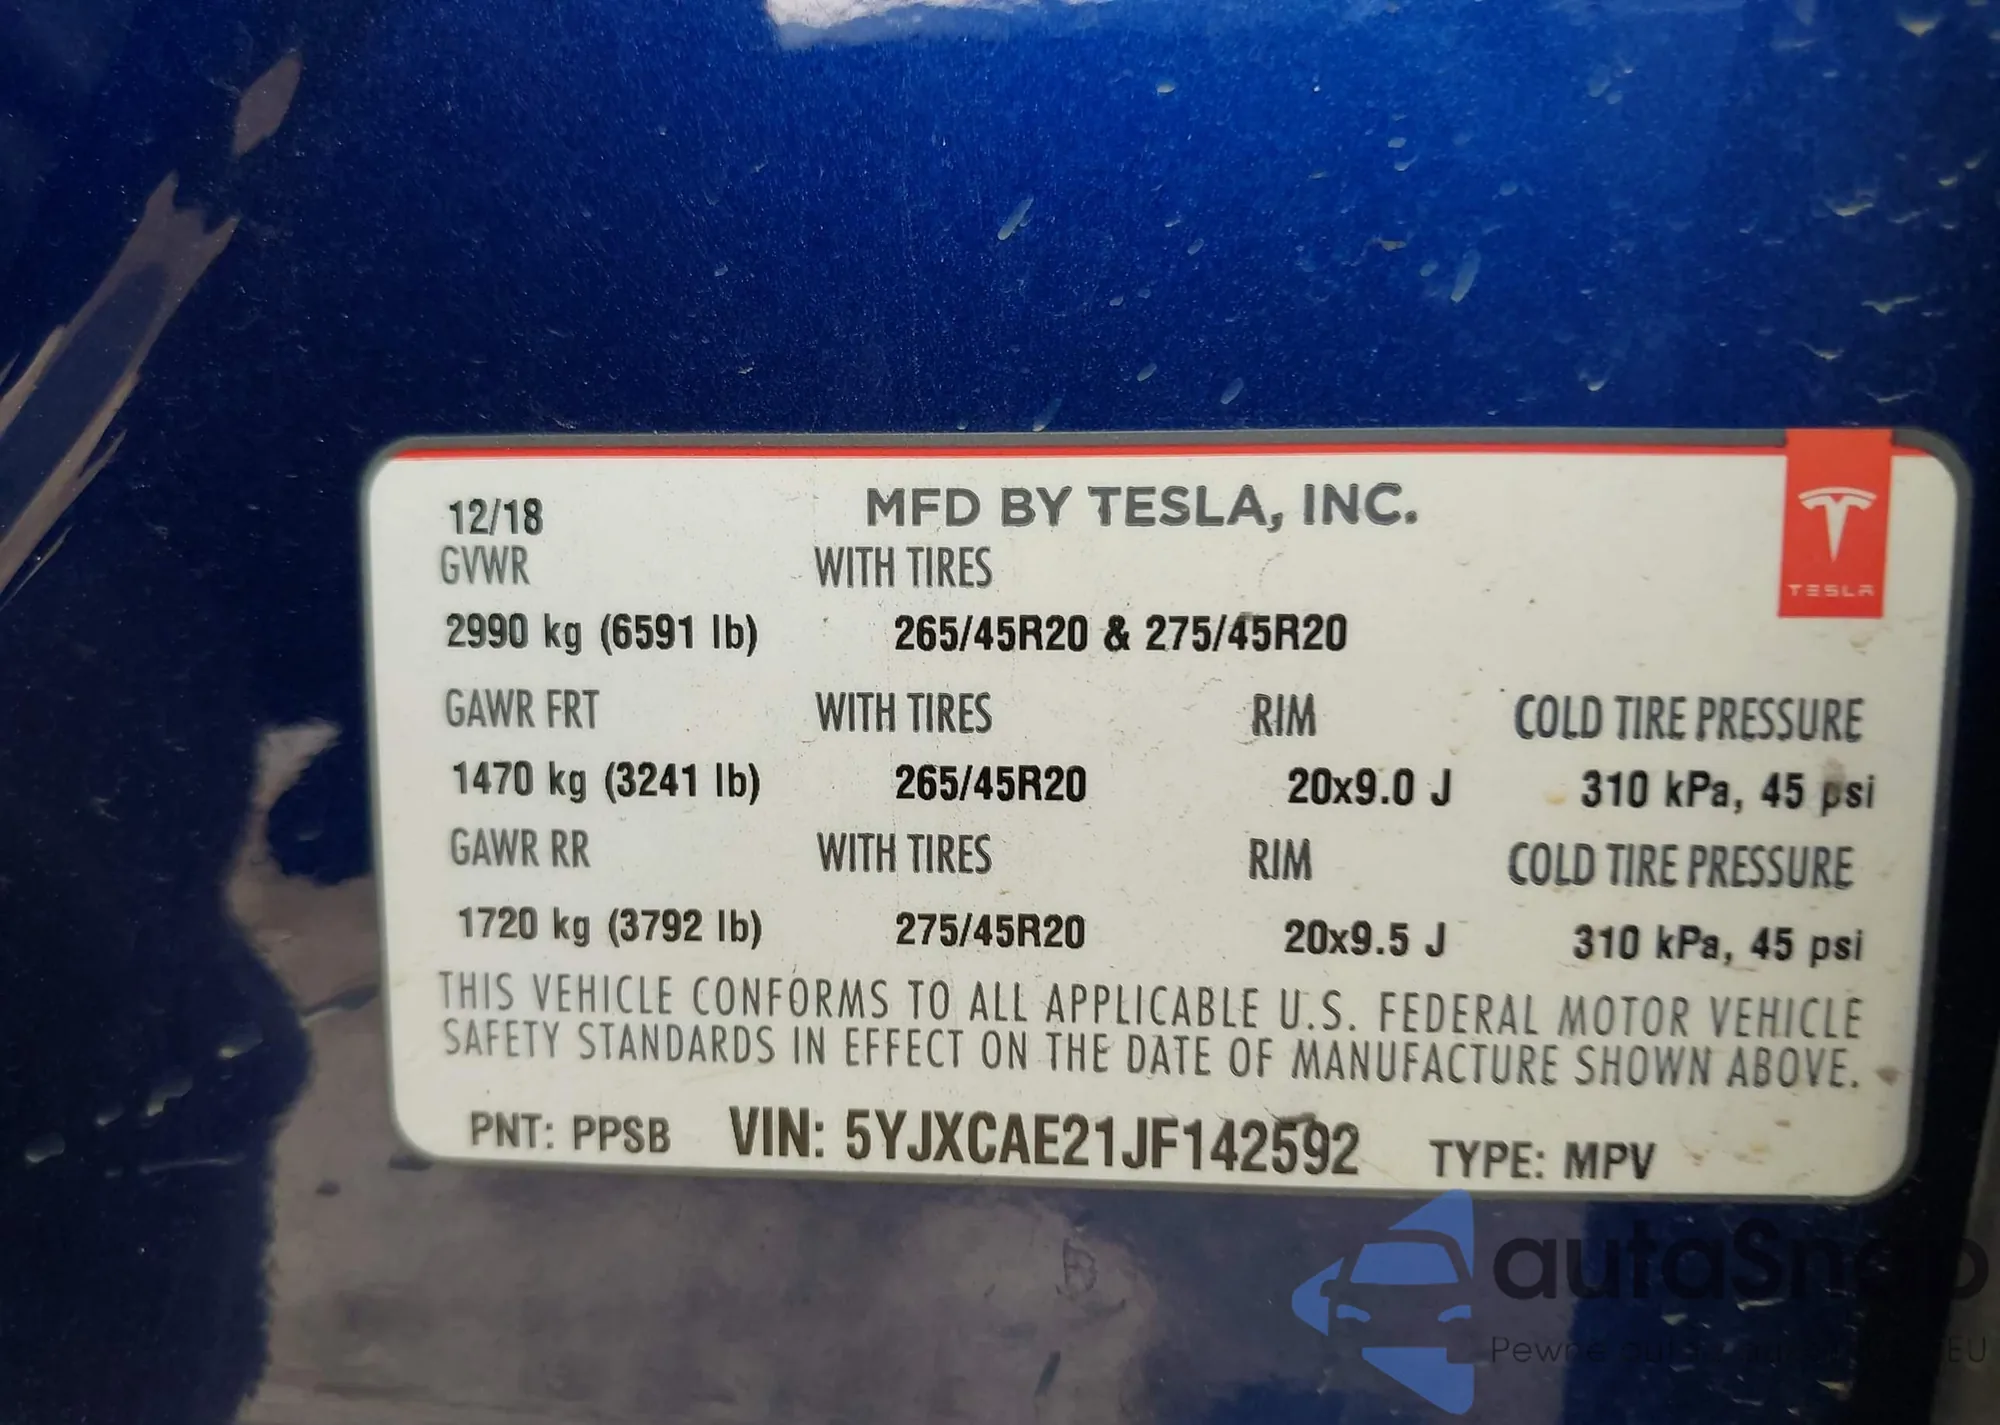 12/18 MFD BY TESLA, INC.
TESLA
GVWR WITH TIRES
2990 kg (6591 lb) 265/45R20 & 275/45R20
GAWR FRT WITH TIRES RIM COLD TIRE PRESSURE
1470 kg (3241 lb) 265/45R20 20x9.0 J 310 kPa, 45 psi
GAWR RR WITH TIRES RIM COLD TIRE PRESSURE
1720 kg (3792 lb) 275/45R20 20x9.5 J 310 kPa, 45 psi
THIS VEHICLE CONFORMS TO ALL APPLICABLE U.S. FEDERAL MOTOR VEHICLE
SAFETY STANDARDS IN EFFECT ON THE DATE OF MANUFACTURE SHOWN ABOVE.
PNT: PPSB VIN: 5YJXCAE21JF142592 TYPE: MPV
autaSnap
Pewne auta EU